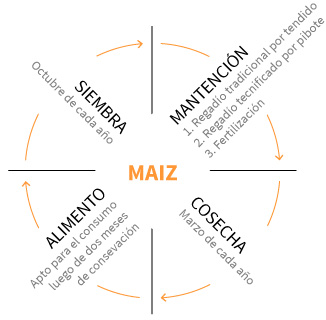 SIEMBRA
Octubre de cada año
MANTENCIÓN
1. Regadío tradicional por tendido
2. Regadío tecnificado por pibote
3. Fertilización
MAIZ
ALIMENTO
Apto para el consumo
luego de dos meses
de consevación
COSECHA
Marzo de cada año